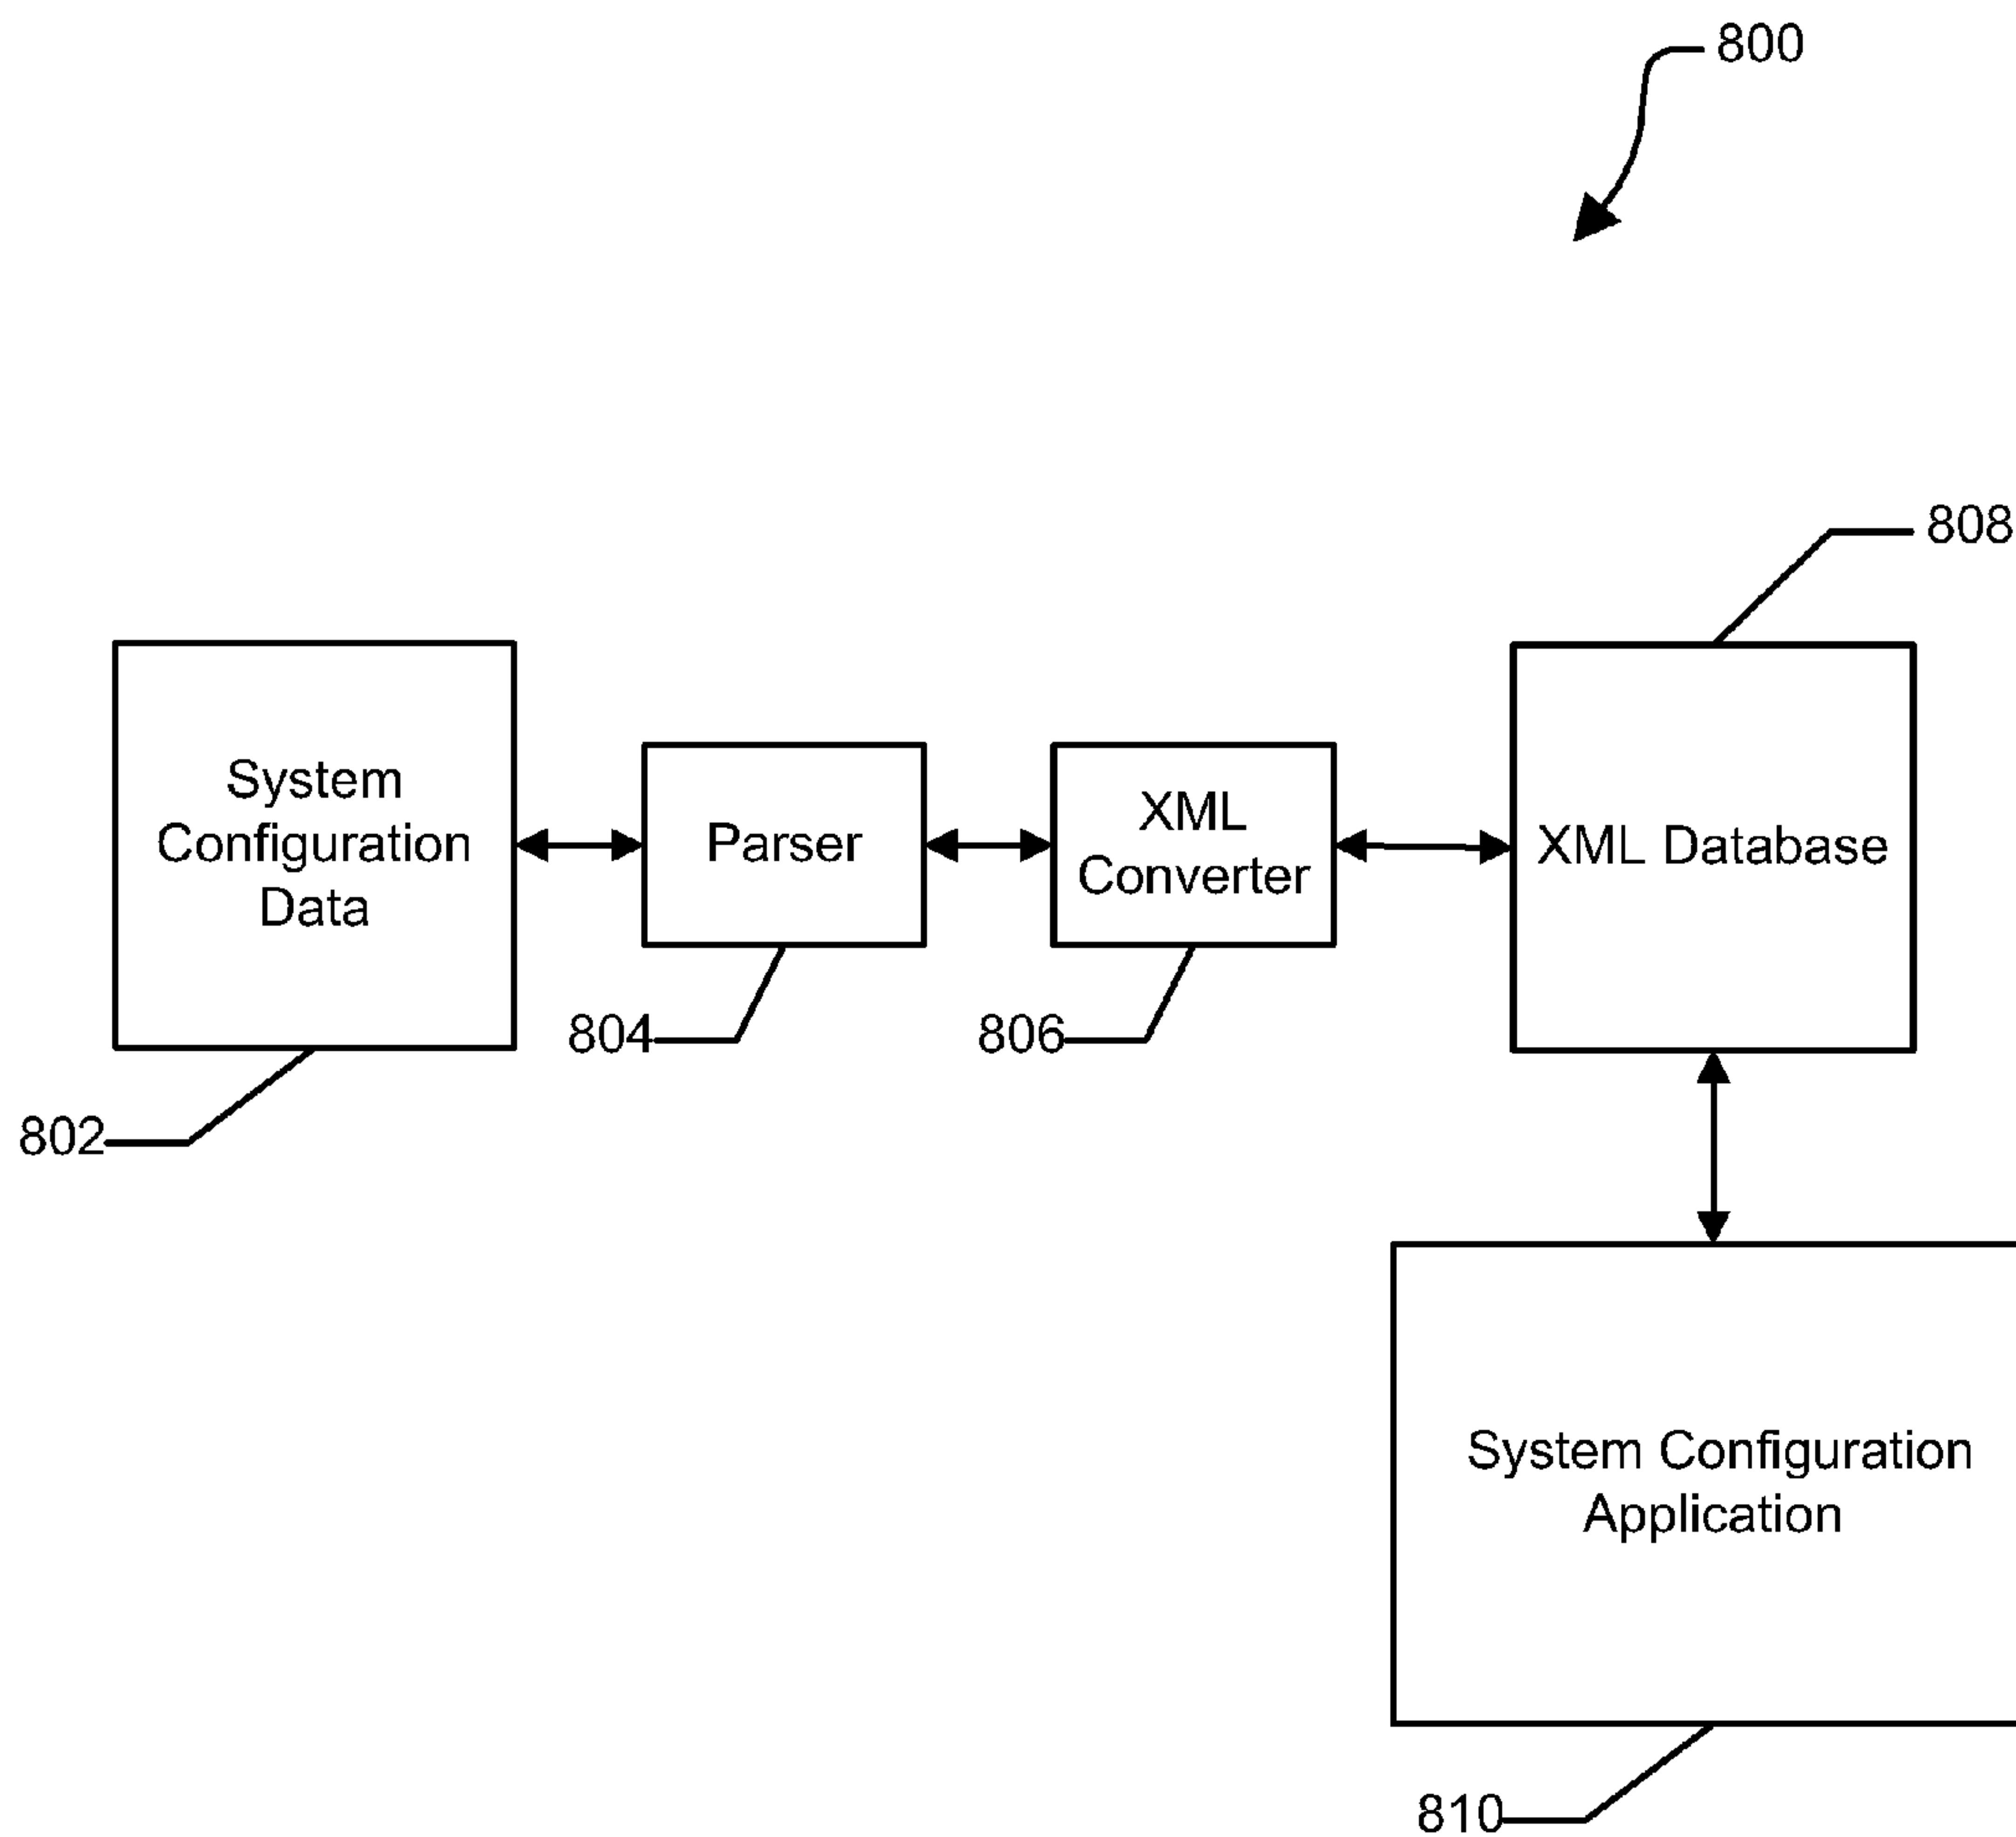 800
808
System
Configuration
Data
Parser
XML
Converter
XML Database
804
806
802
System Configuration
Application
810